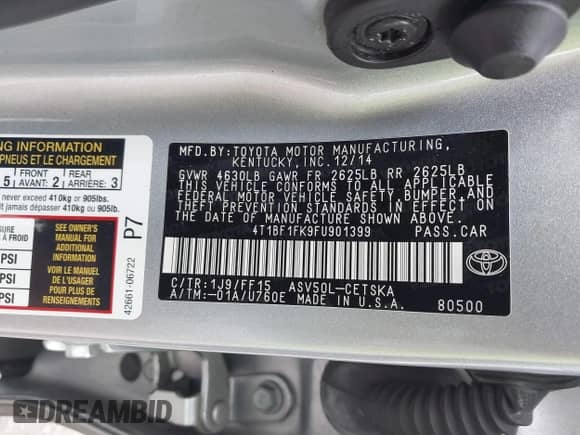 NG INFORMATION
PNEUS ET LE CHARGEMENT
5 FRONT AVANT: 2 REAR ARRIÈRE: 3
never exceed 410kg or 905lbs.
it jamais dépasser 410kg ou 905lb.
PSI
PSI
PSI
SEE OWNER'S
MANUAL FOR
ADDITIONAL
INFORMATION
VOIR LE MANUEL
DE L'USAGER
POUR PLUS DE
RENSEIGNEMENTS
42661-06722 P7
MFD.BY:TOYOTA MOTOR MANUFACTURING,
KENTUCKY,INC.12/14
GVWR 4630LB GAWR FR 2625LB RR 2625LB
THIS VEHICLE CONFORMS TO ALL APPLICABLE
FEDERAL MOTOR VEHICLE SAFETY,BUMPER,AND
THEFT PREVENTION STANDARDS IN EFFECT ON
THE DATE OF MANUFACTURE SHOWN ABOVE.
4T1BF1FK9FU901399 PASS.CAR
C/TR:1J9/FF15 ASV50L-CETSKA
A/TM:-01A/U760E MADE IN U.S.A. 80500
TOYOTA
DREAMBID